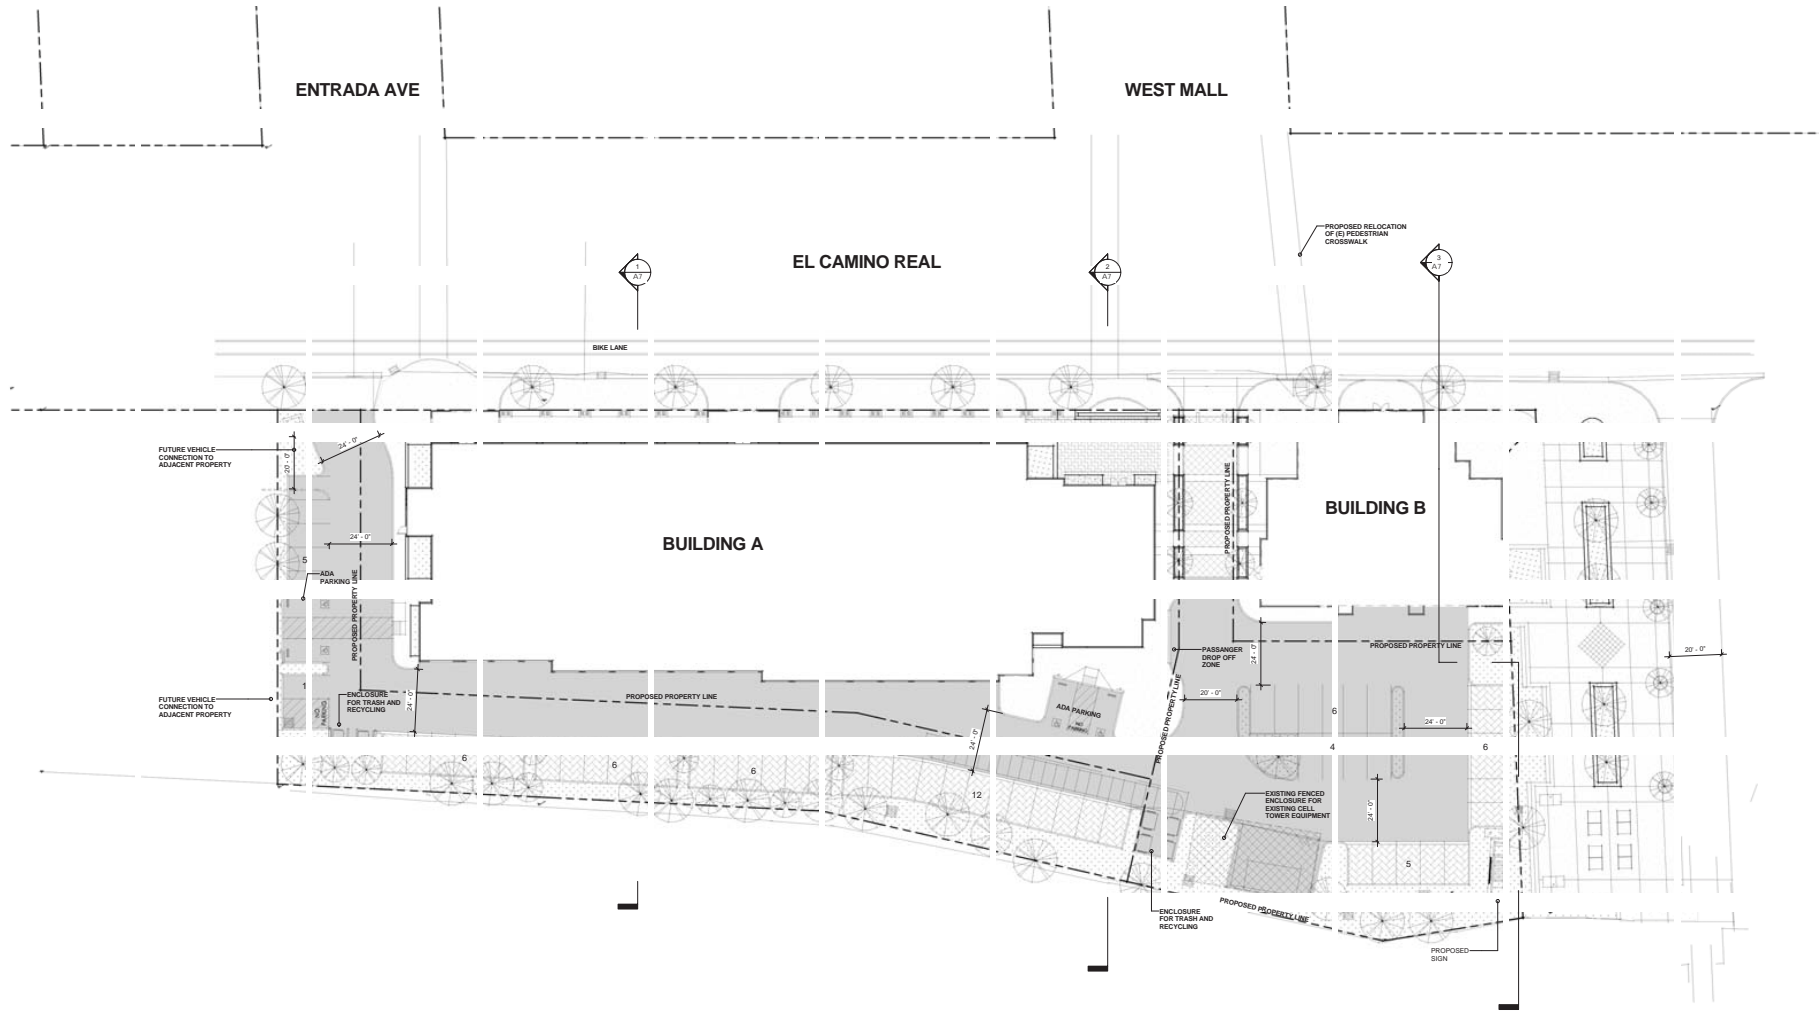 ENTRADA AVE
WEST MALL
PROPOSED RELOCATION
OF (E) PEDESTRIAN
CROSSWALK
EL CAMINO REAL
1
A7
2
A7
3
A7
BIKE LANE
FUTURE VEHICLE
CONNECTION TO
ADJACENT PROPERTY
24' - 0"
20' - 0"
24' - 0"
5
ADA
PARKING
PROPOSED PROPERTY LINE
BUILDING A
BUILDING B
PROPOSED PROPERTY LINE
PROPOSED PROPERTY LINE
PASSANGER
DROP OFF
ZONE
24' - 0"
20' - 0"
20' - 0"
FUTURE VEHICLE
CONNECTION TO
ADJACENT PROPERTY
1
NO
PARKING
ENCLOSURE
FOR TRASH AND
RECYCLING
24' - 0"
PROPOSED PROPERTY LINE
ADA PARKING
NO
PARKING
24' - 0"
PROPOSED PROPERTY LINE
6
24' - 0"
4
6
6
6
6
12
EXISTING FENCED
ENCLOSURE FOR
EXISTING CELL
TOWER EQUIPMENT
24' - 0"
5
ENCLOSURE
FOR TRASH AND
RECYCLING
PROPOSED PROPERTY LINE
PROPOSED
SIGN